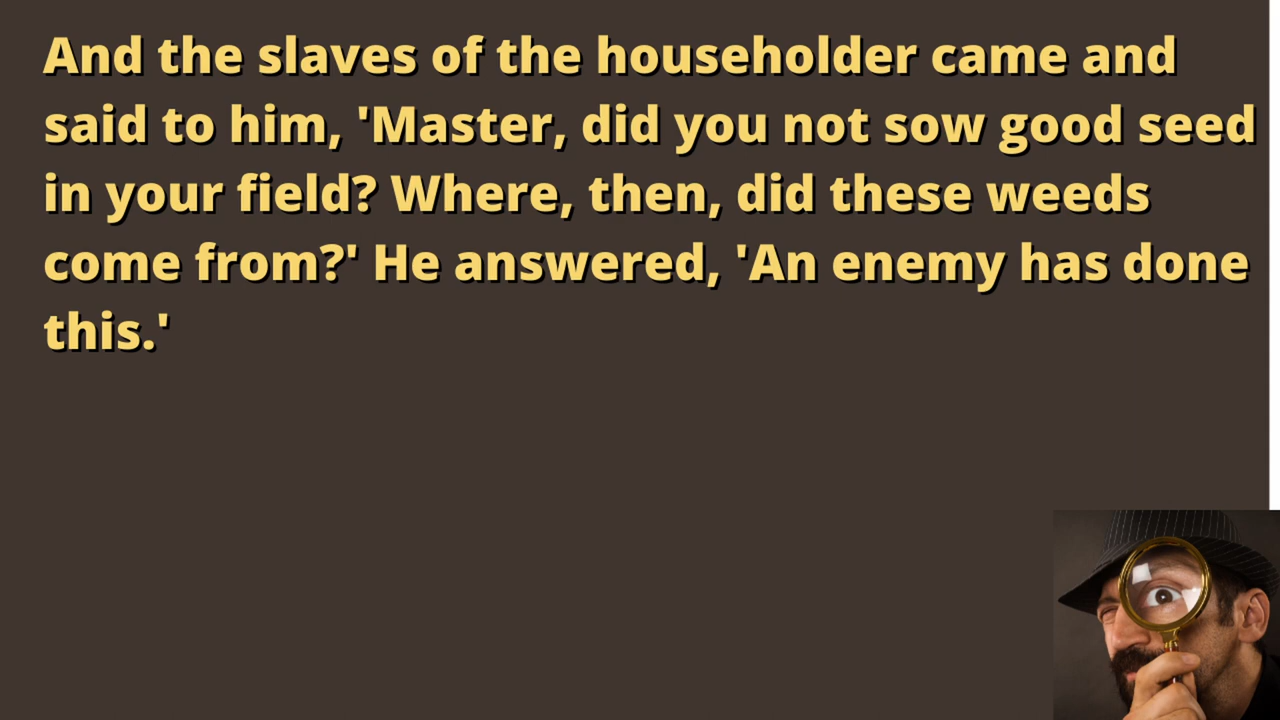 And the slaves of the householder came and
said to him, 'Master, did you not sow good seed
in your field? Where, then, did these weeds
come from?' He answered, 'An enemy has done
this.'